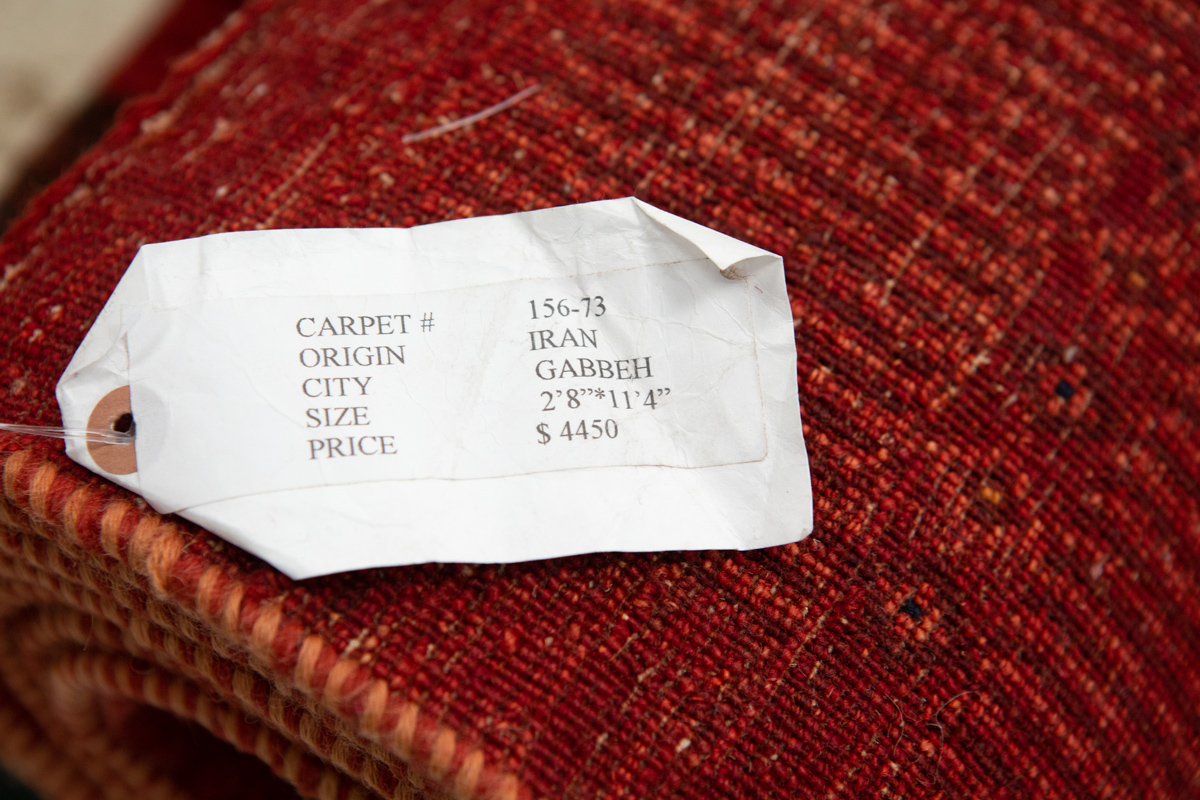 CARPET # 156-73
ORIGIN IRAN
CITY GABBEH
SIZE 2’8”*11’4”
PRICE $ 4450